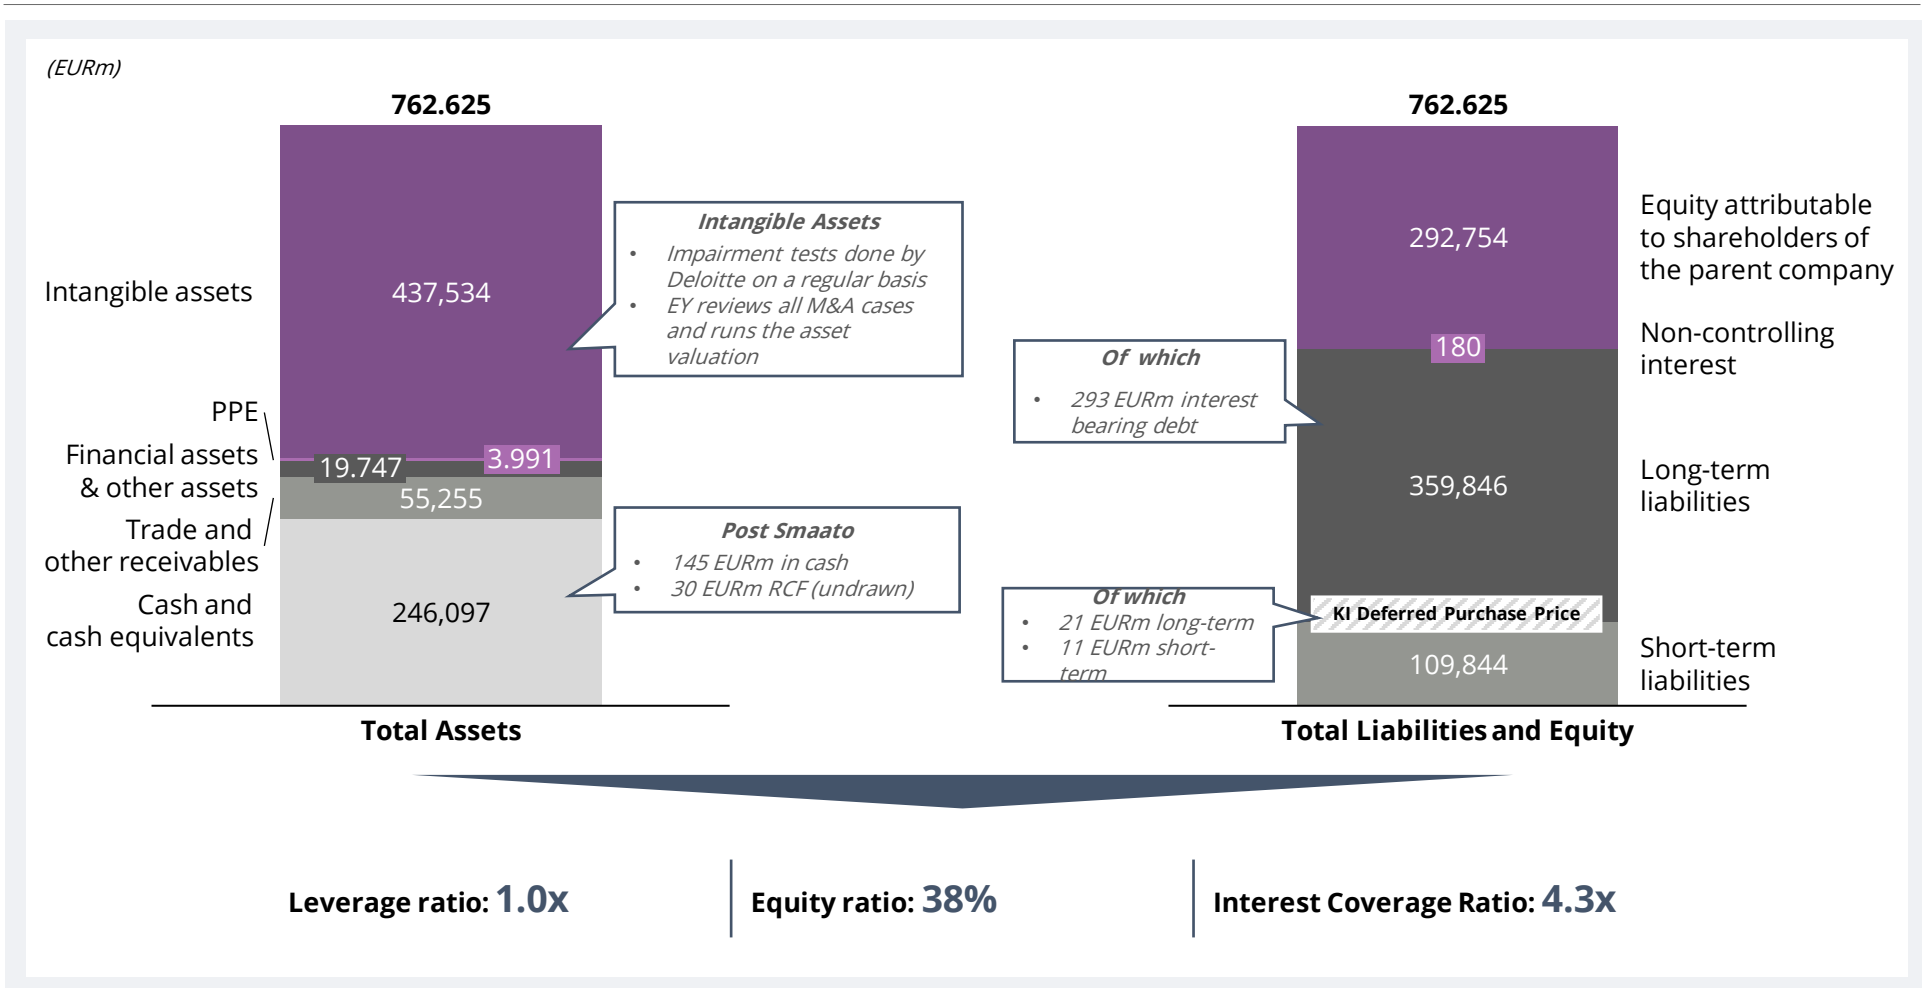 (EURm)
762.625
Intangible assets
437,534
PPE
3.991
Financial assets
& other assets
19.747
Trade and
other receivables
55,255
Cash and
cash equivalents
246,097
Total Assets
Intangible Assets
• Impairment tests done by
Deloitte on a regular basis
• EY reviews all M&A cases
and runs the asset
valuation
Post Smaato
• 145 EURm in cash
• 30 EURm RCF (undrawn)
762.625
292,754
Equity attributable
to shareholders of
the parent company
180
Non-controlling
interest
Of which
• 293 EURm interest
bearing debt
359,846
Long-term
liabilities
Of which
• 21 EURm long-term
• 11 EURm short-
term
KI Deferred Purchase Price
109,844
Short-term
liabilities
Total Liabilities and Equity
Leverage ratio: 1.0x
Equity ratio: 38%
Interest Coverage Ratio: 4.3x